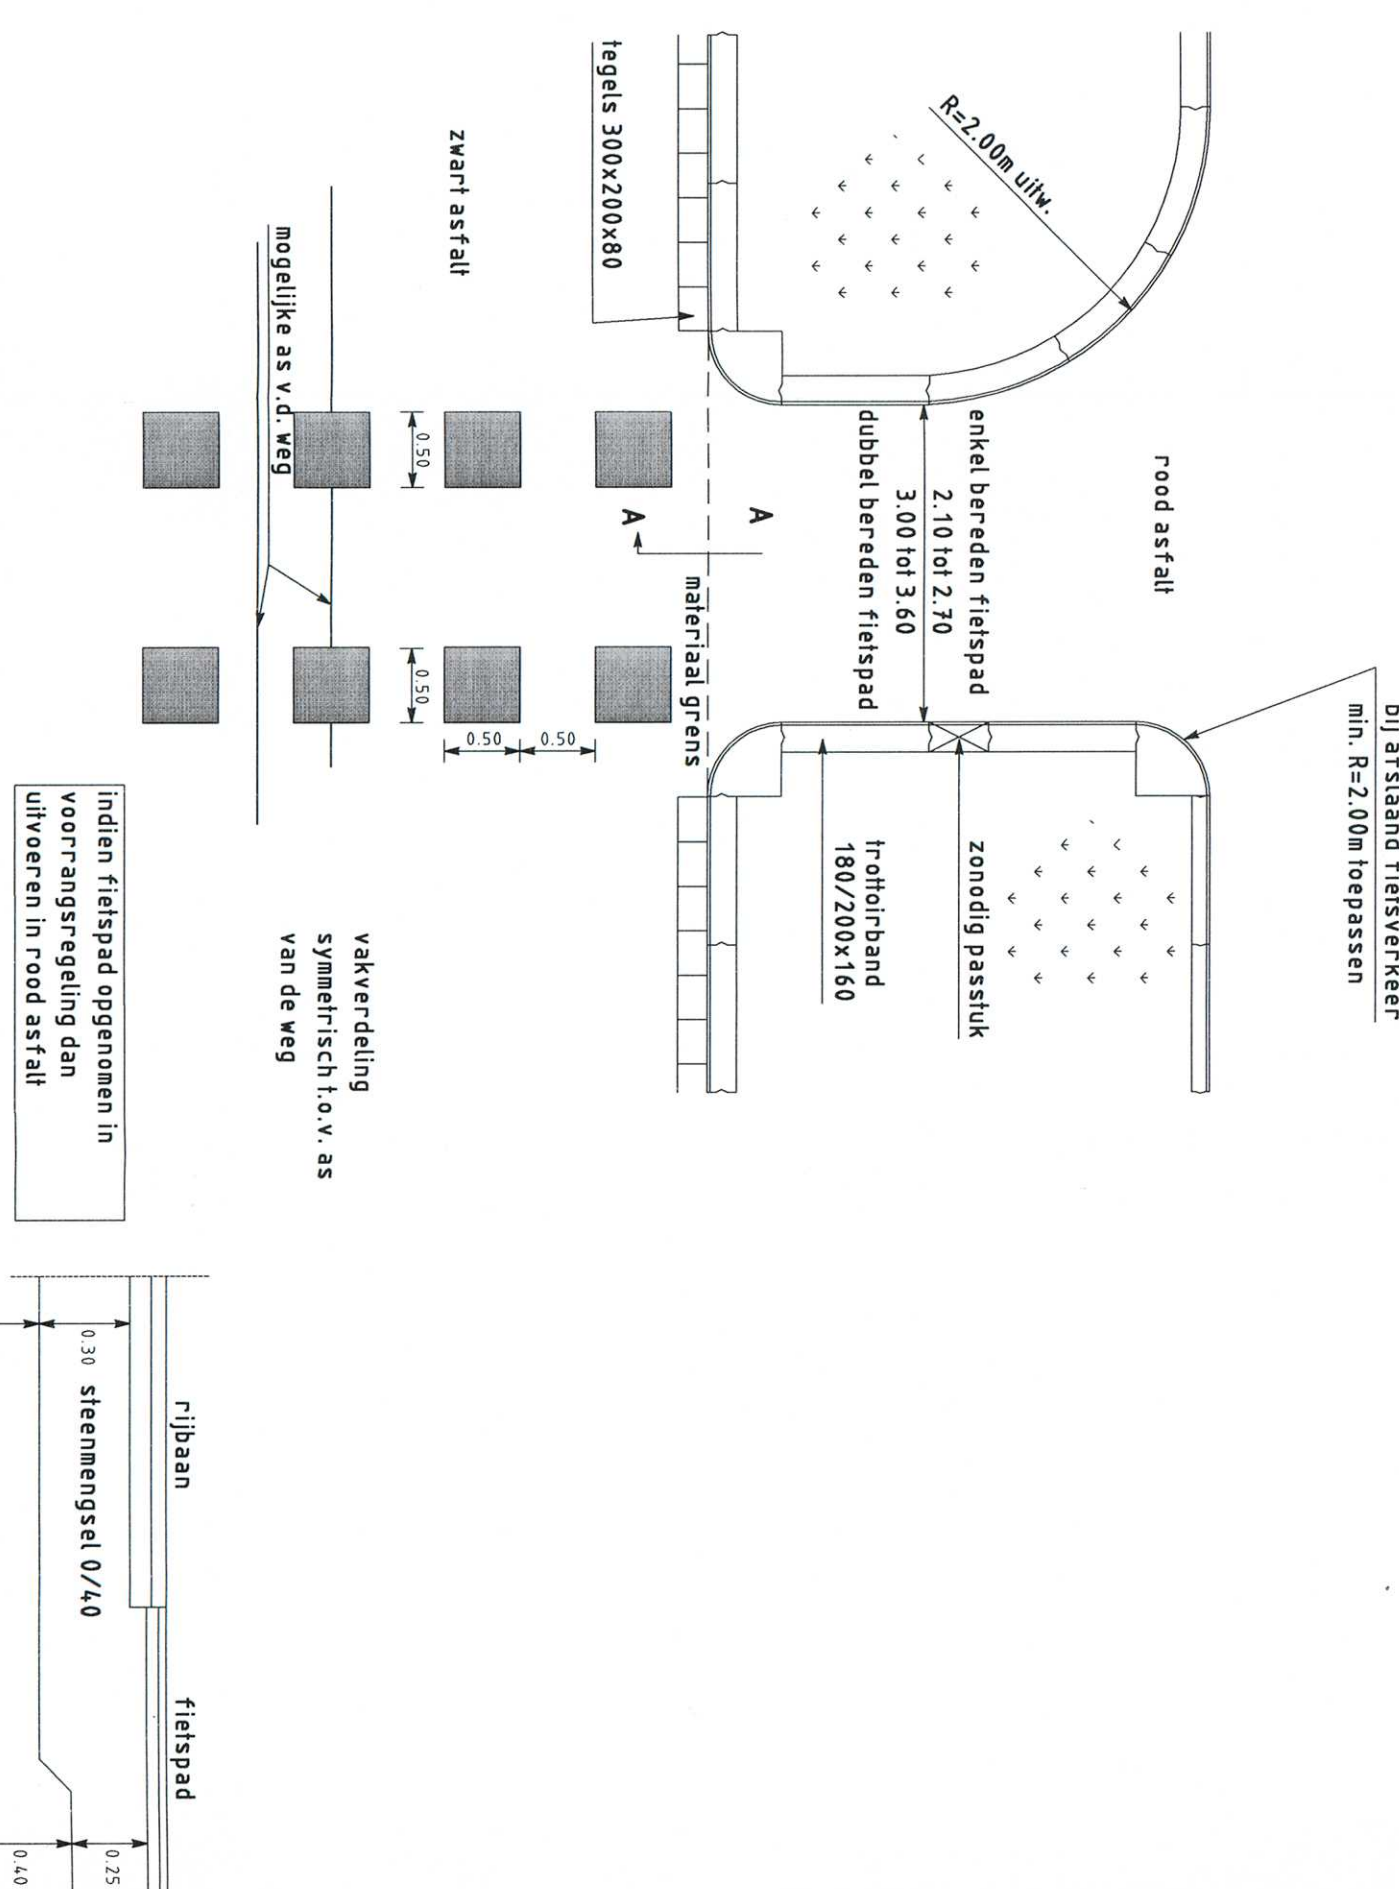 bij afslaand fietsverkeer
min. R=2.00m toepassen
rood asfalt
R=2.00m uitw.
enkel bereden fietspad
2.10 tot 2.70
3.00 tot 3.60
dubbel bereden fietspad
zonodig passtuk
trottoirband
180/200x160
A
A
materiaal grens
tegels 300x200x80
zwart asfalt
0.50
0.50
0.50
0.50
mogelijke as v.d. weg
vakverdeling
symmetrisch t.o.v. as
van de weg
indien fietspad opgenomen in
voorrangsregeling dan
uitvoeren in rood asfalt
rijbaan
fietspad
0.30
steenmengsel 0/40
0.25
0.40